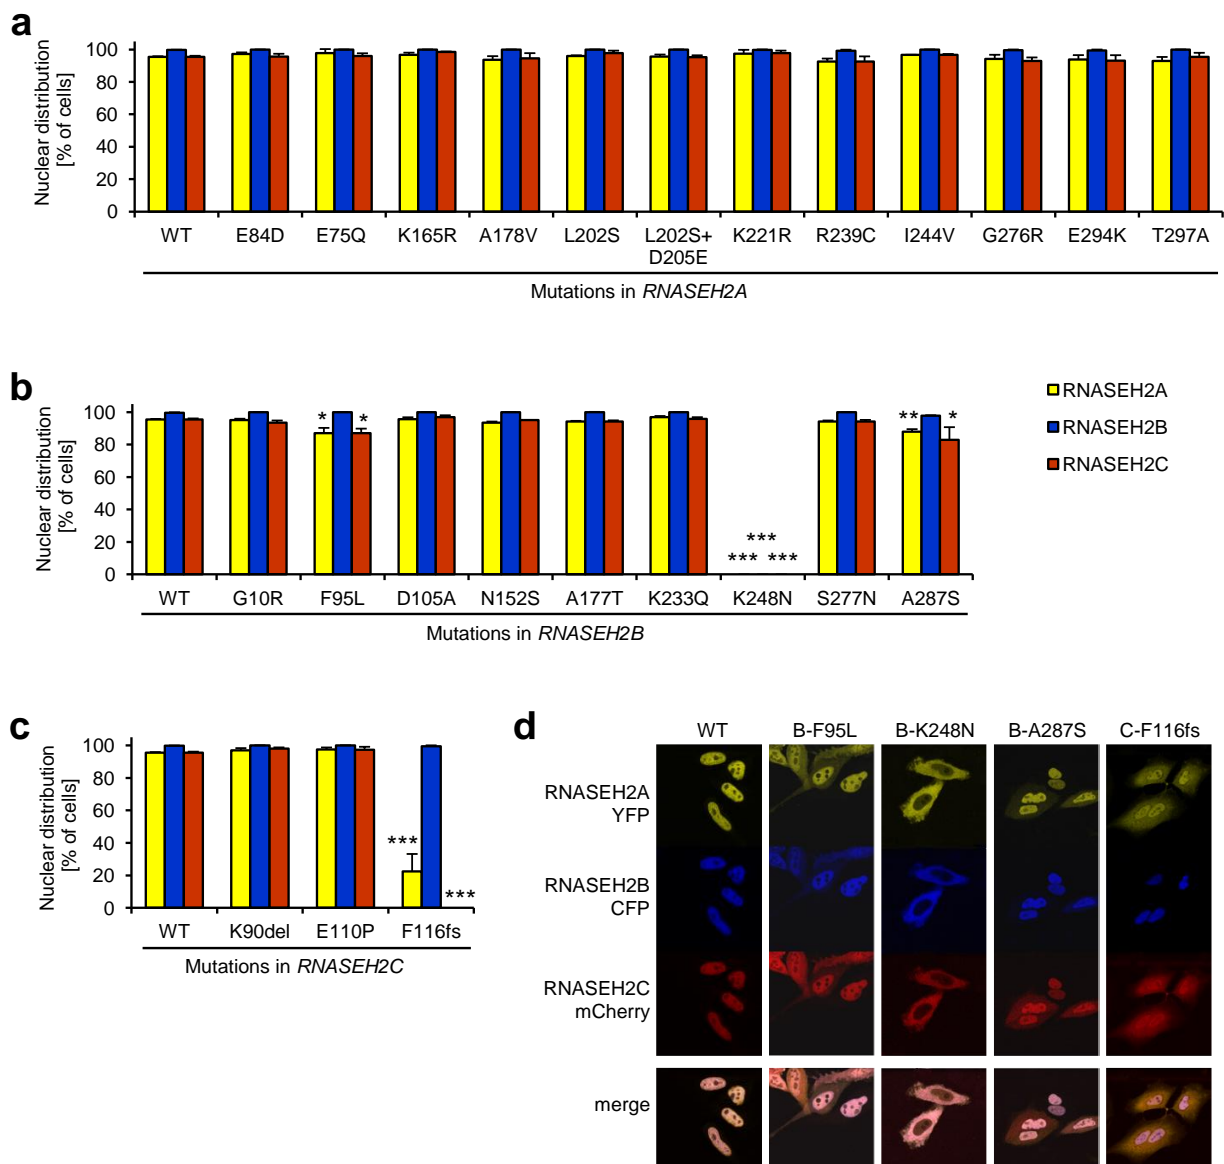 a
Nuclear distribution
[% of cells]
100
80
60
40
20
0
WT E84D E75Q K165R A178V L202S L202S+ K221R R239C I244V G276R E294K T297A
D205E
Mutations in RNASEH2A
b
Nuclear distribution
[% of cells]
100
80
60
40
20
0
* * ** *
***
*** ***
WT G10R F95L D105A N152S A177T K233Q K248N S277N A287S
Mutations in RNASEH2B
RNASEH2A
RNASEH2B
RNASEH2C
c
Nuclear distribution
[% of cells]
100
80
60
40
20
0
***
***
WT K90del E110P F116fs
Mutations in RNASEH2C
d
WT B-F95L B-K248N B-A287S C-F116fs
RNASEH2A
YFP
RNASEH2B
CFP
RNASEH2C
mCherry
merge